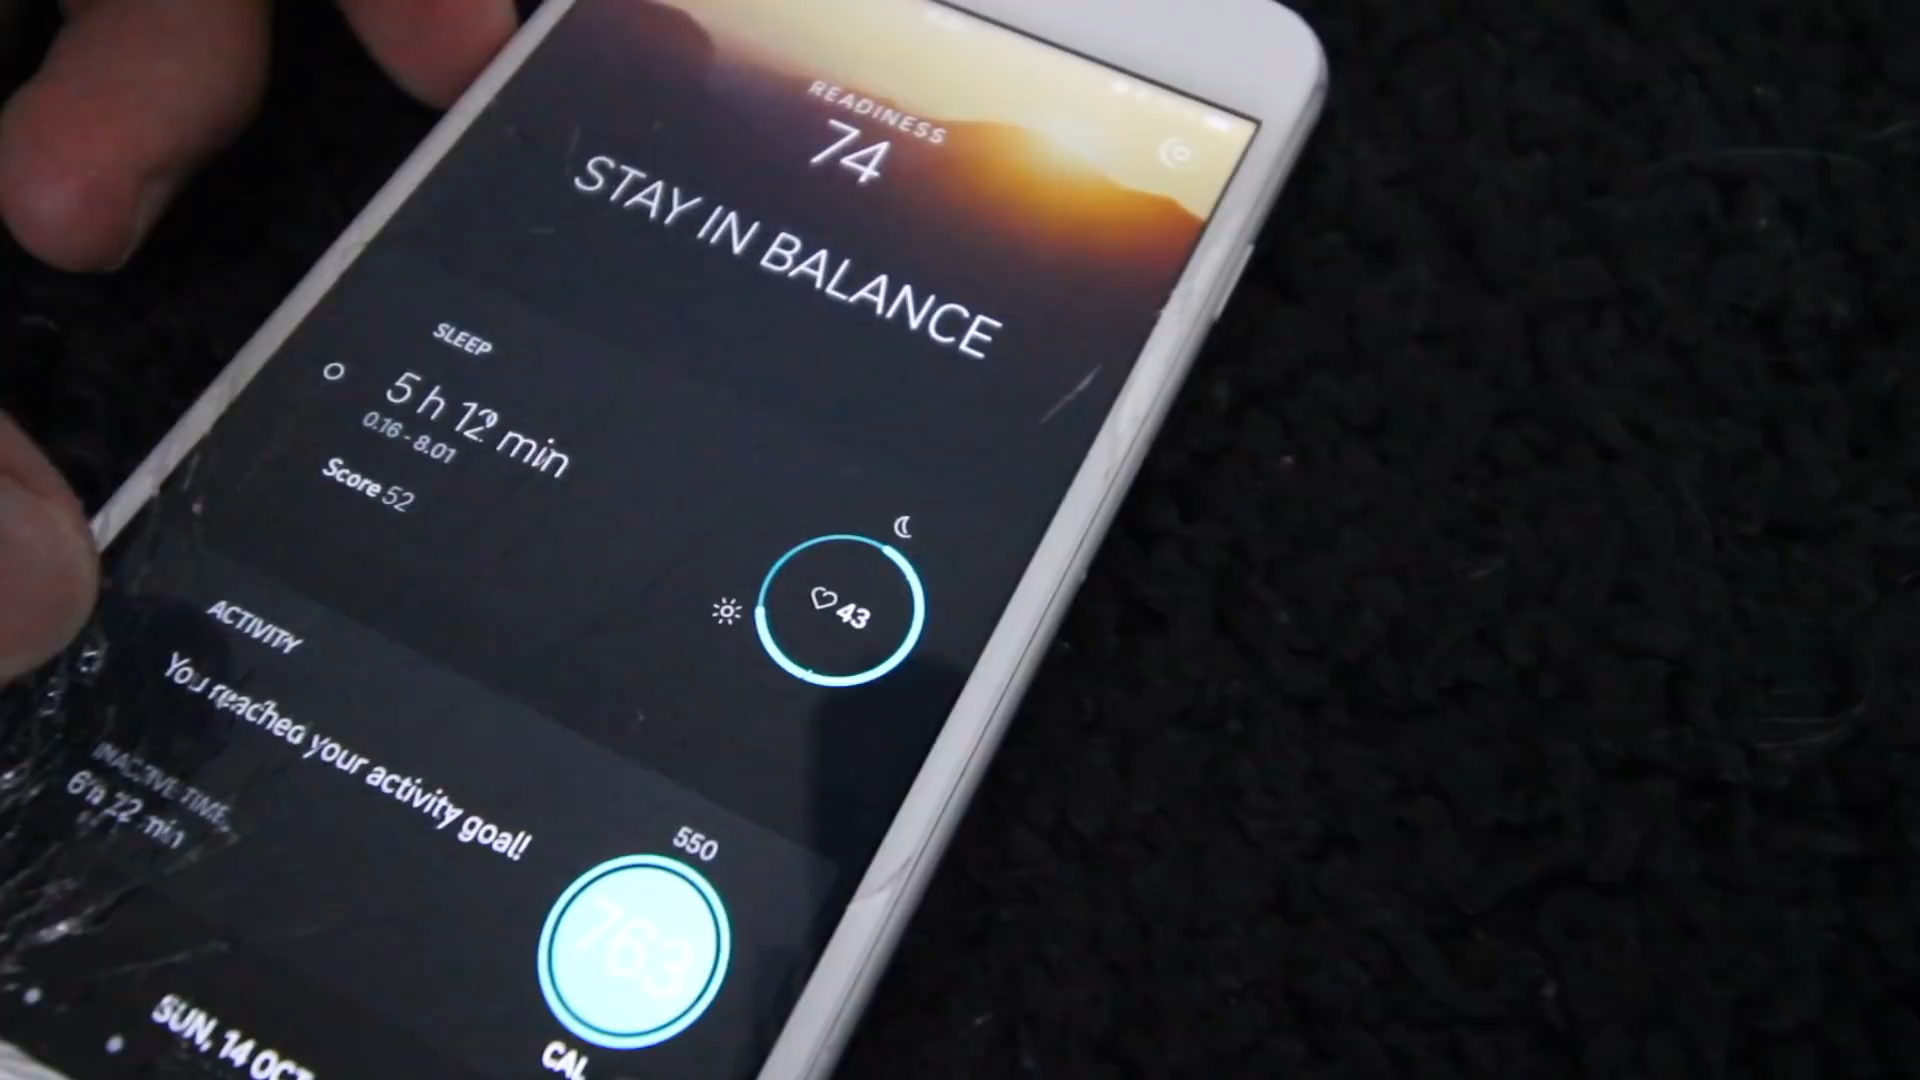 READINESS
74
STAY IN BALANCE
SLEEP
5 h 12 min
0.16 - 8.01
Score 52
43
ACTIVITY
You reached your activity goal!
INACTIVE TIME
6 h 22 min
550
763
CAL
SUN, 14 OCT